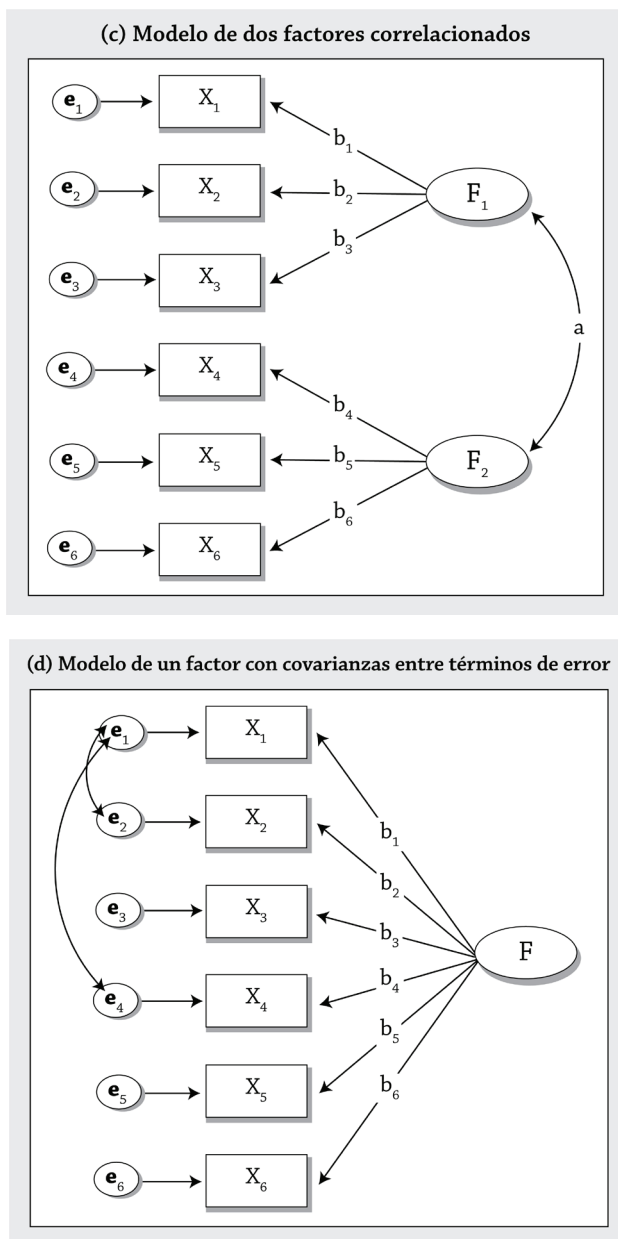 (c) Modelo de dos factores correlacionados
e₁ X₁
b₁
e₂ X₂ b₂ F₁
b₃
e₃ X₃
a
e₄ X₄
b₄
e₅ X₅ b₅ F₂
b₆
e₆ X₆
(d) Modelo de un factor con covarianzas entre términos de error
e₁ X₁
b₁
e₂ X₂
b₂
e₃ X₃
b₃
F
b₄
e₄ X₄
b₅
e₅ X₅
b₆
e₆ X₆